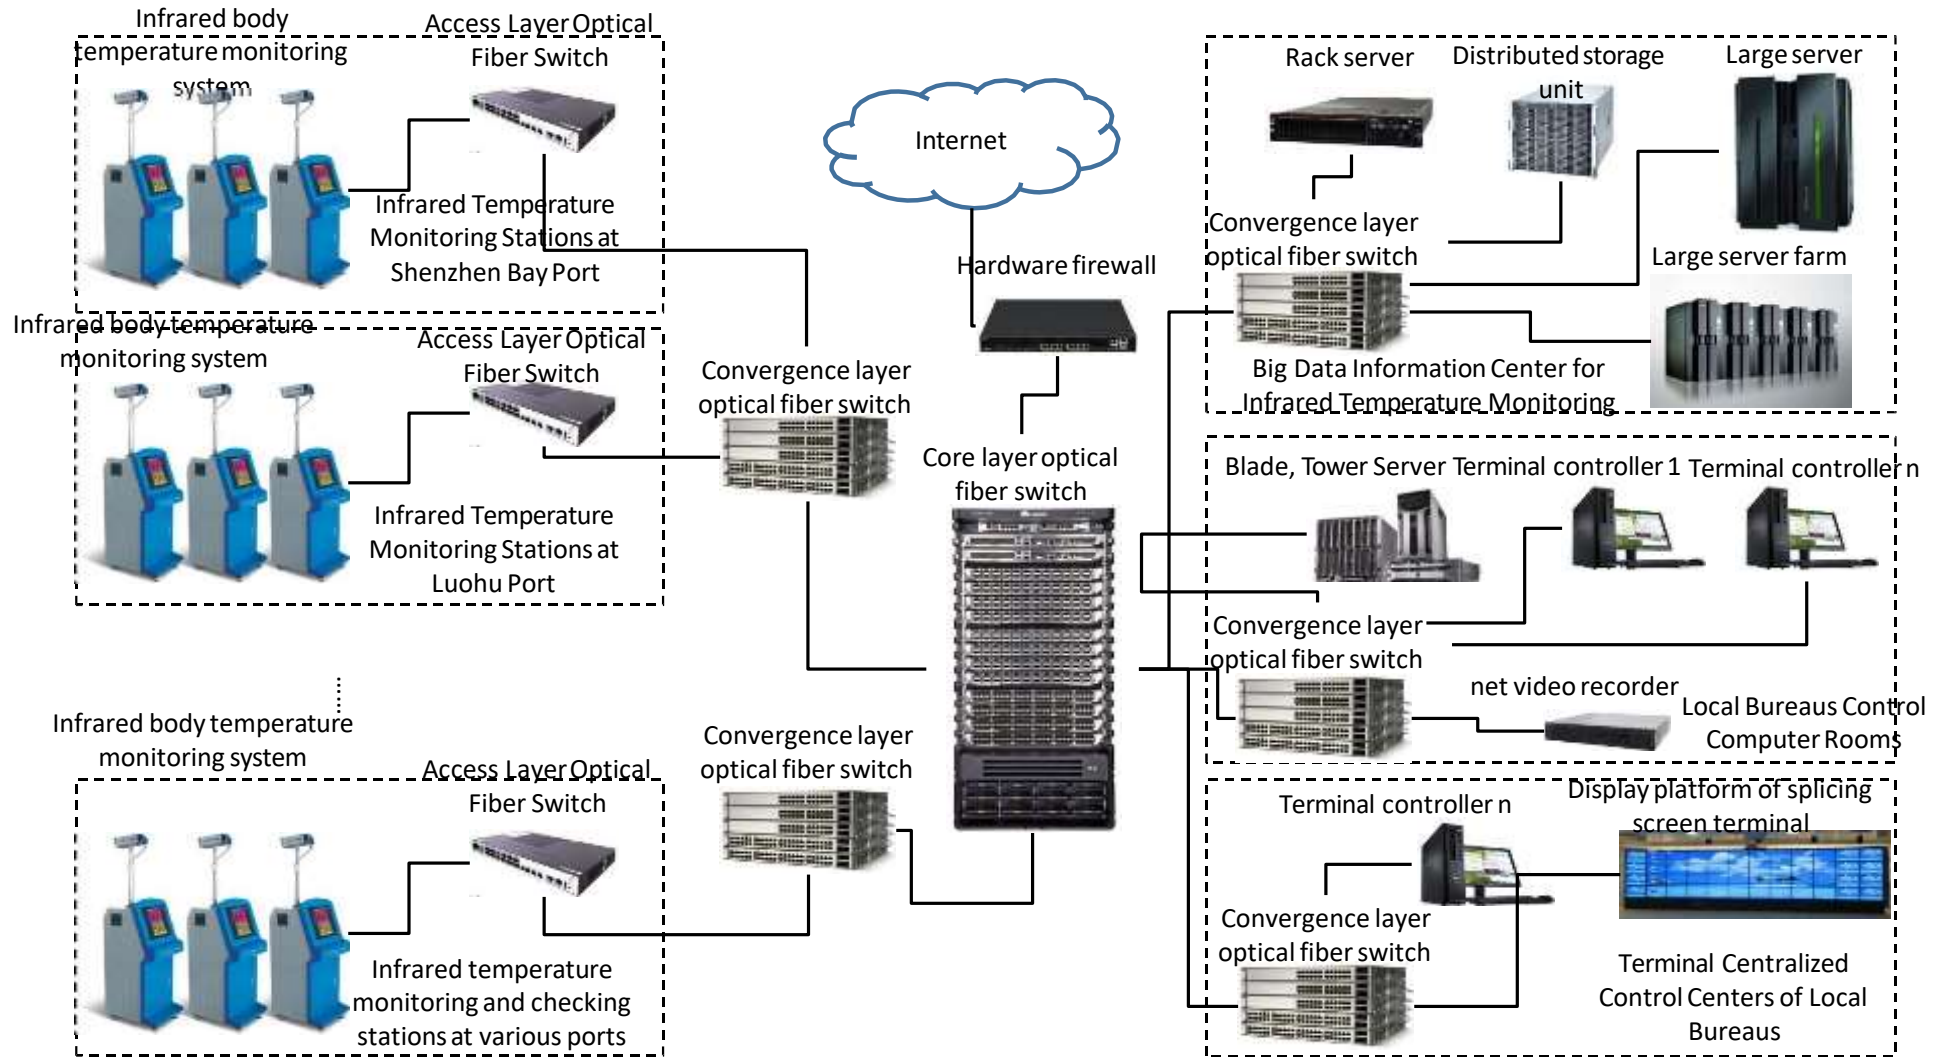 Infrared body
temperature monitoring
system
Access Layer Optical
Fiber Switch
Infrared Temperature
Monitoring Stations at
Shenzhen Bay Port
Infrared body temperature
monitoring system
Access Layer Optical
Fiber Switch
Infrared Temperature
Monitoring Stations at
Luohu Port
......
Infrared body temperature
monitoring system
Access Layer Optical
Fiber Switch
Infrared temperature
monitoring and checking
stations at various ports
Internet
Hardware firewall
Convergence layer
optical fiber switch
Core layer optical
fiber switch
Convergence layer
optical fiber switch
Rack server
Distributed storage
unit
Large server
Convergence layer
optical fiber switch
Large server farm
Big Data Information Center for
Infrared Temperature Monitoring
Blade, Tower Server
Terminal controller 1
Terminal controller n
Convergence layer
optical fiber switch
net video recorder
Local Bureaus Control
Computer Rooms
Terminal controller n
Display platform of splicing
screen terminal
Convergence layer
optical fiber switch
Terminal Centralized
Control Centers of Local
Bureaus